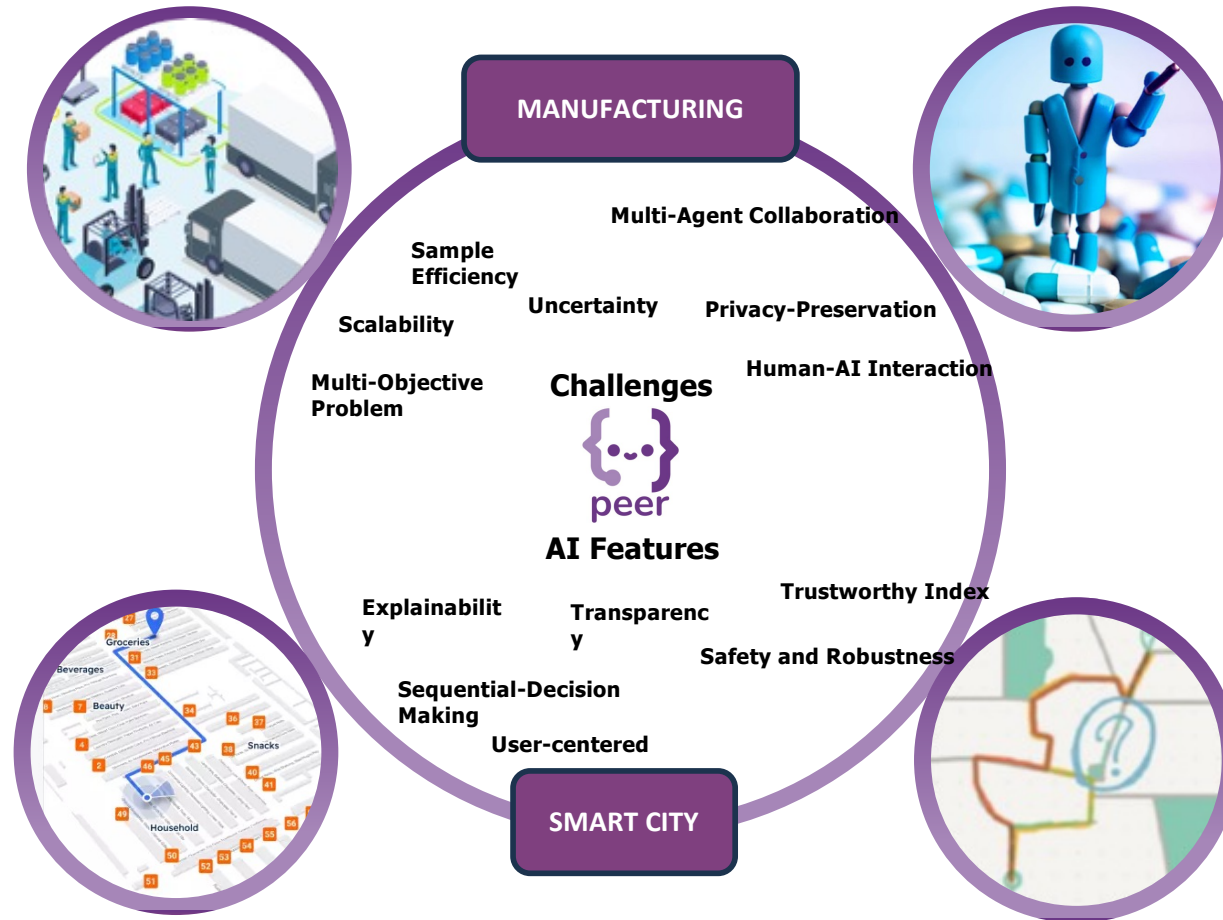 MANUFACTURING
Multi-Agent Collaboration
Sample
Efficiency
Uncertainty
Privacy-Preservation
Scalability
Human-AI Interaction
Multi-Objective
Problem
Challenges
peer
AI Features
Explainabilit
y
Transparenc
y
Trustworthy Index
Safety and Robustness
Sequential-Decision
Making
User-centered
SMART CITY
27
Groceries
31
33
Beverages
7
Beauty
34
36
37
4
43
Snacks
38
2
45
46
40
41
49
Household
56
55
54
50
53
52
51
?